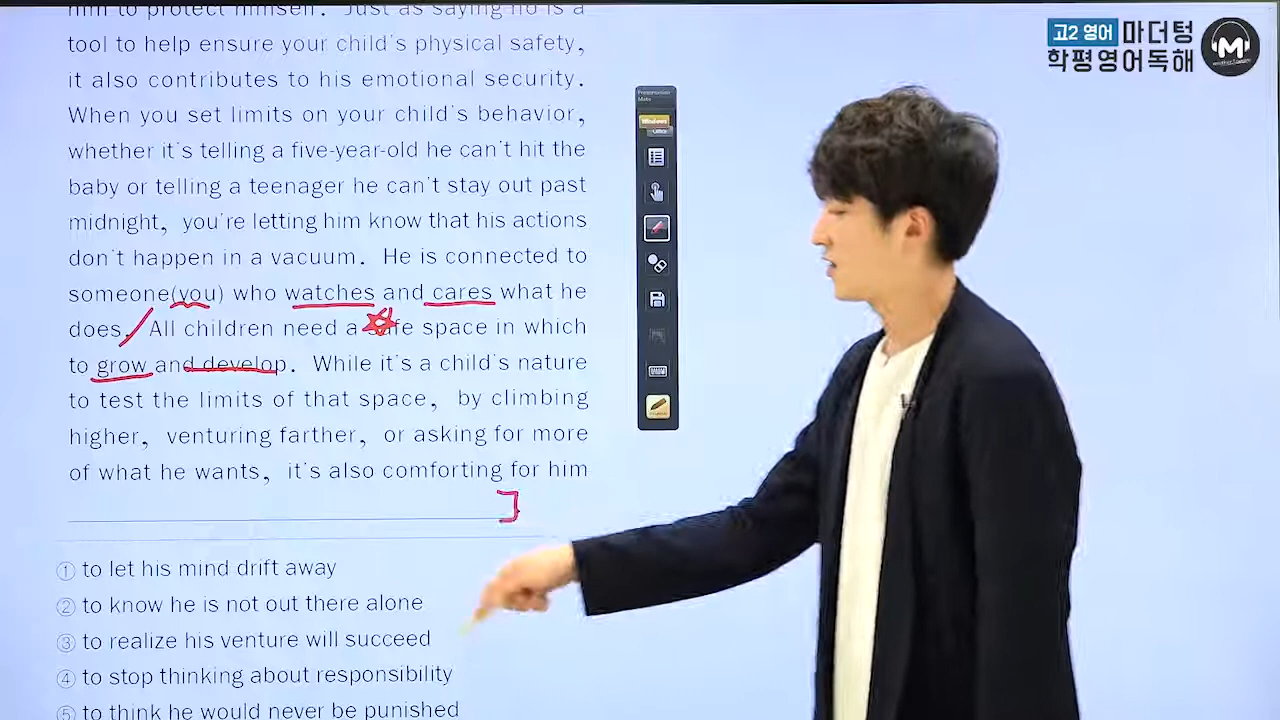 him to protect himself. Just as saying no is a
tool to help ensure your child's physical safety,
it also contributes to his emotional security.
When you set limits on your child's behavior,
whether it's telling a five-year-old he can't hit the
baby or telling a teenager he can't stay out past
midnight, you're letting him know that his actions
don't happen in a vacuum. He is connected to
someone(you) who watches and cares what he
does. All children need a safe space in which
to grow and develop. While it's a child's nature
to test the limits of that space, by climbing
higher, venturing farther, or asking for more
of what he wants, it's also comforting for him
① to let his mind drift away
② to know he is not out there alone
③ to realize his venture will succeed
④ to stop thinking about responsibility
⑤ to think he would never be punished
고2 영어 마더텅
학평영어독해
M
Windows
Office